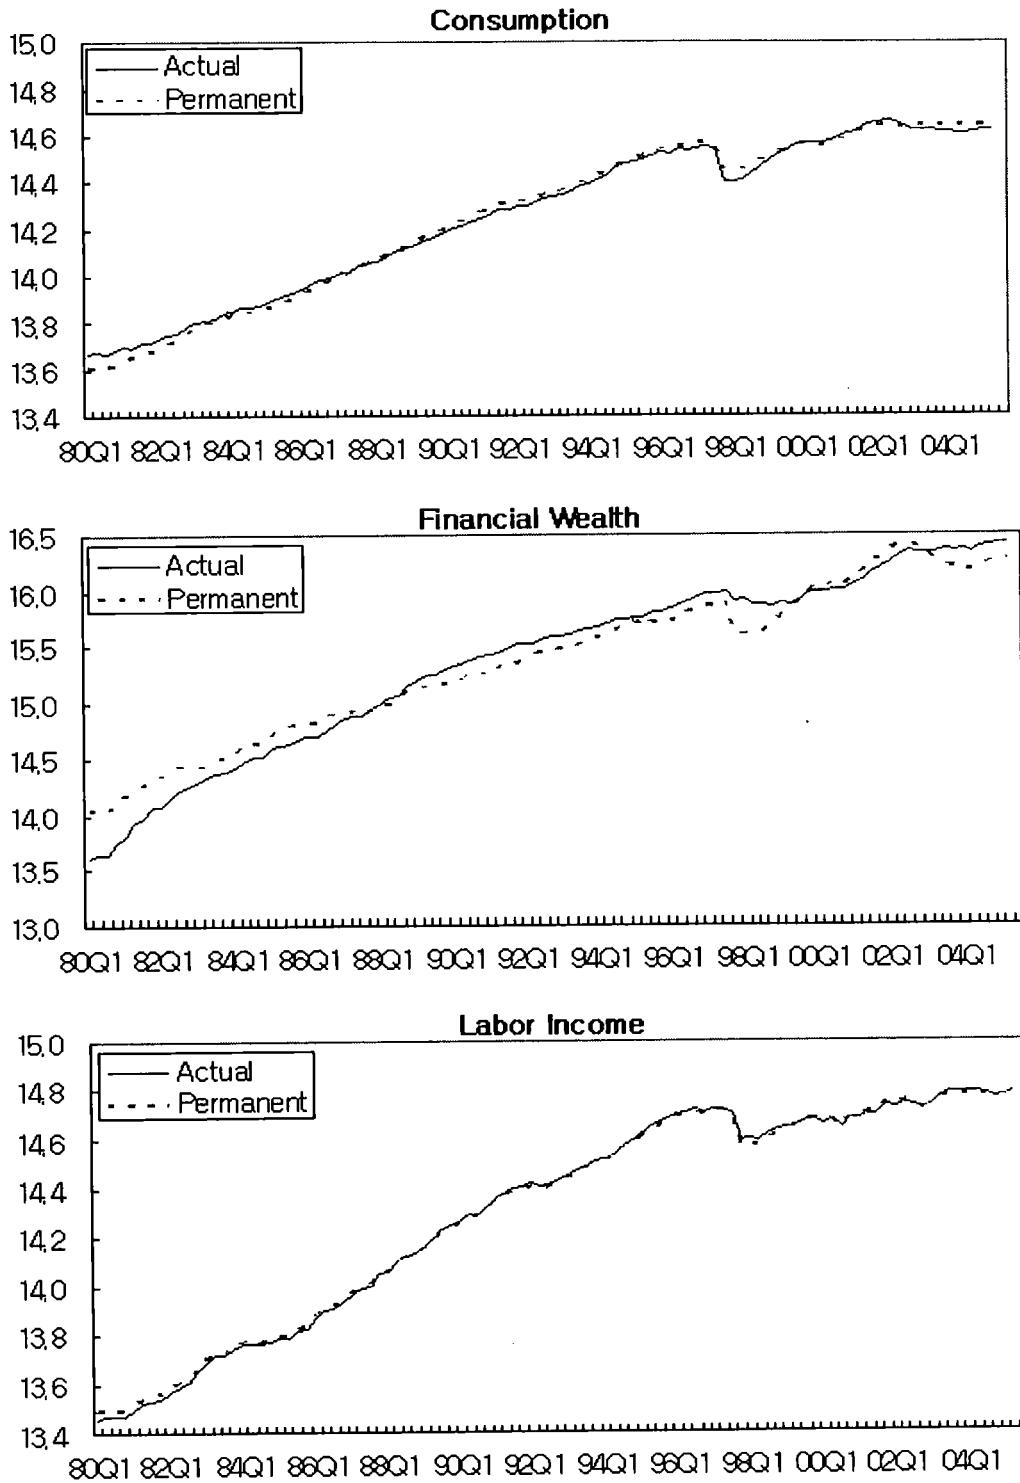 Consumption
15.0
Actual
14.8
Permanent
14.6
14.4
14.2
14.0
13.8
13.6
13.4
80Q1 82Q1 84Q1 86Q1 88Q1 90Q1 92Q1 94Q1 96Q1 98Q1 00Q1 02Q1 04Q1
Financial Wealth
16.5
Actual
16.0
Permanent
15.5
15.0
14.5
14.0
13.5
13.0
80Q1 82Q1 84Q1 86Q1 88Q1 90Q1 92Q1 94Q1 96Q1 98Q1 00Q1 02Q1 04Q1
Labor Income
15.0
Actual
14.8
Permanent
14.6
14.4
14.2
14.0
13.8
13.6
13.4
80Q1 82Q1 84Q1 86Q1 88Q1 90Q1 92Q1 94Q1 96Q1 98Q1 00Q1 02Q1 04Q1